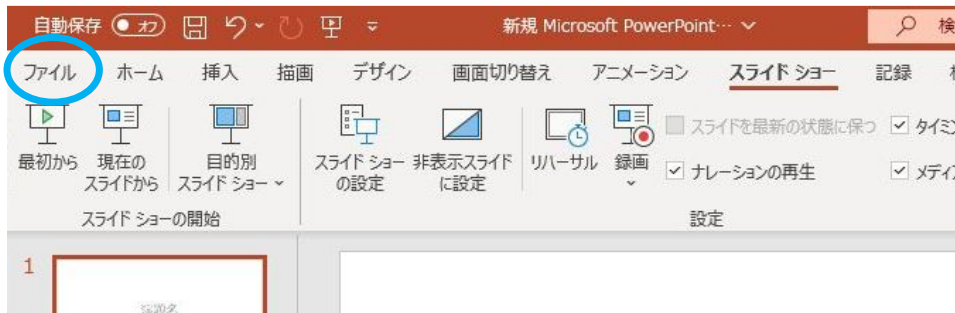 自動保存 オフ 新規 Microsoft PowerPoint… 検
ファイル ホーム 挿入 描画 デザイン 画面切り替え アニメーション スライド ショー 記録
最初から 現在の スライドから 目的別 スライド ショー スライド ショー の設定 非表示スライド に設定 リハーサル 録画 スライドを最新の状態に保つ タイミン
ナレーションの再生 メディア
スライド ショーの開始 設定
1